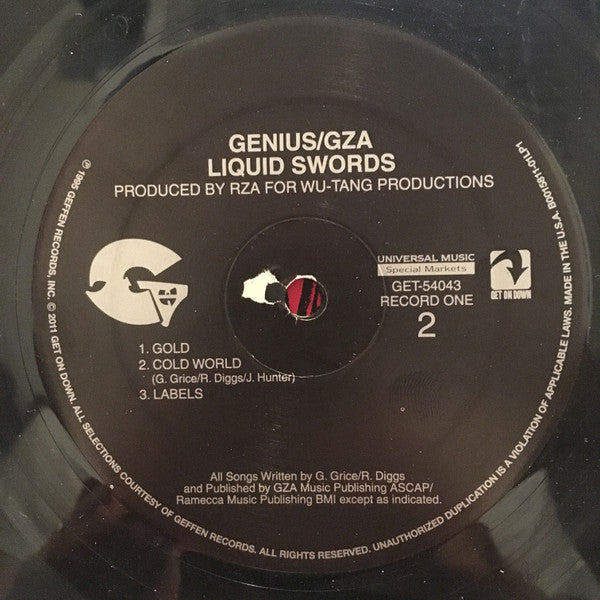 GENIUS/GZA
LIQUID SWORDS
PRODUCED BY RZA FOR WU-TANG PRODUCTIONS
UNIVERSAL MUSIC
Special Markets
GET ON DOWN
GET-54043
RECORD ONE
2
1. GOLD
2. COLD WORLD
(G. Grice/R. Diggs/J. Hunter)
3. LABELS
All Songs Written by G. Grice/R. Diggs
and Published by GZA Music Publishing ASCAP/
Ramecca Music Publishing BMI except as indicated.
℗ 1995 GEFFEN RECORDS, INC. © 2011 GET ON DOWN. ALL SELECTIONS COURTESY OF GEFFEN RECORDS. ALL RIGHTS RESERVED. UNAUTHORIZED DUPLICATION IS A VIOLATION OF APPLICABLE LAWS. MADE IN THE U.S.A. B0015811-01LP1